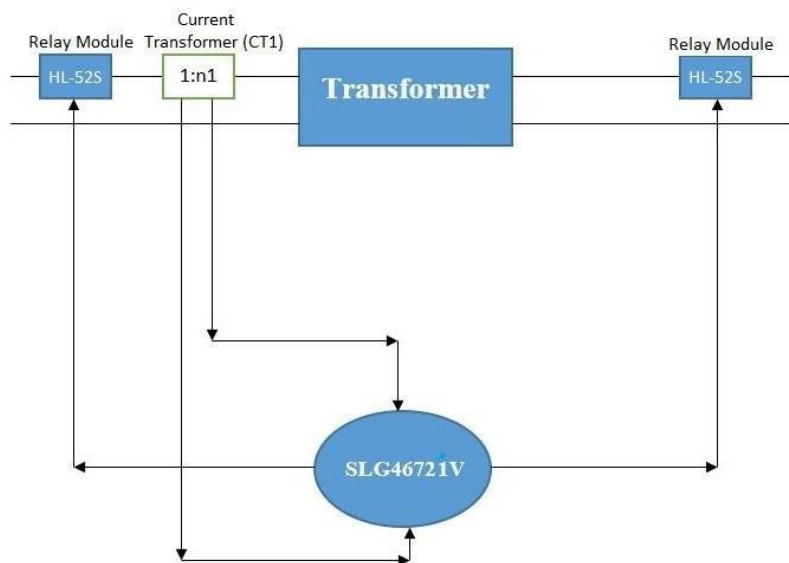 Current
Relay Module
Transformer (CT1)
Relay Module
HL-52S
1:n1
Transformer
HL-52S
SLG46721V